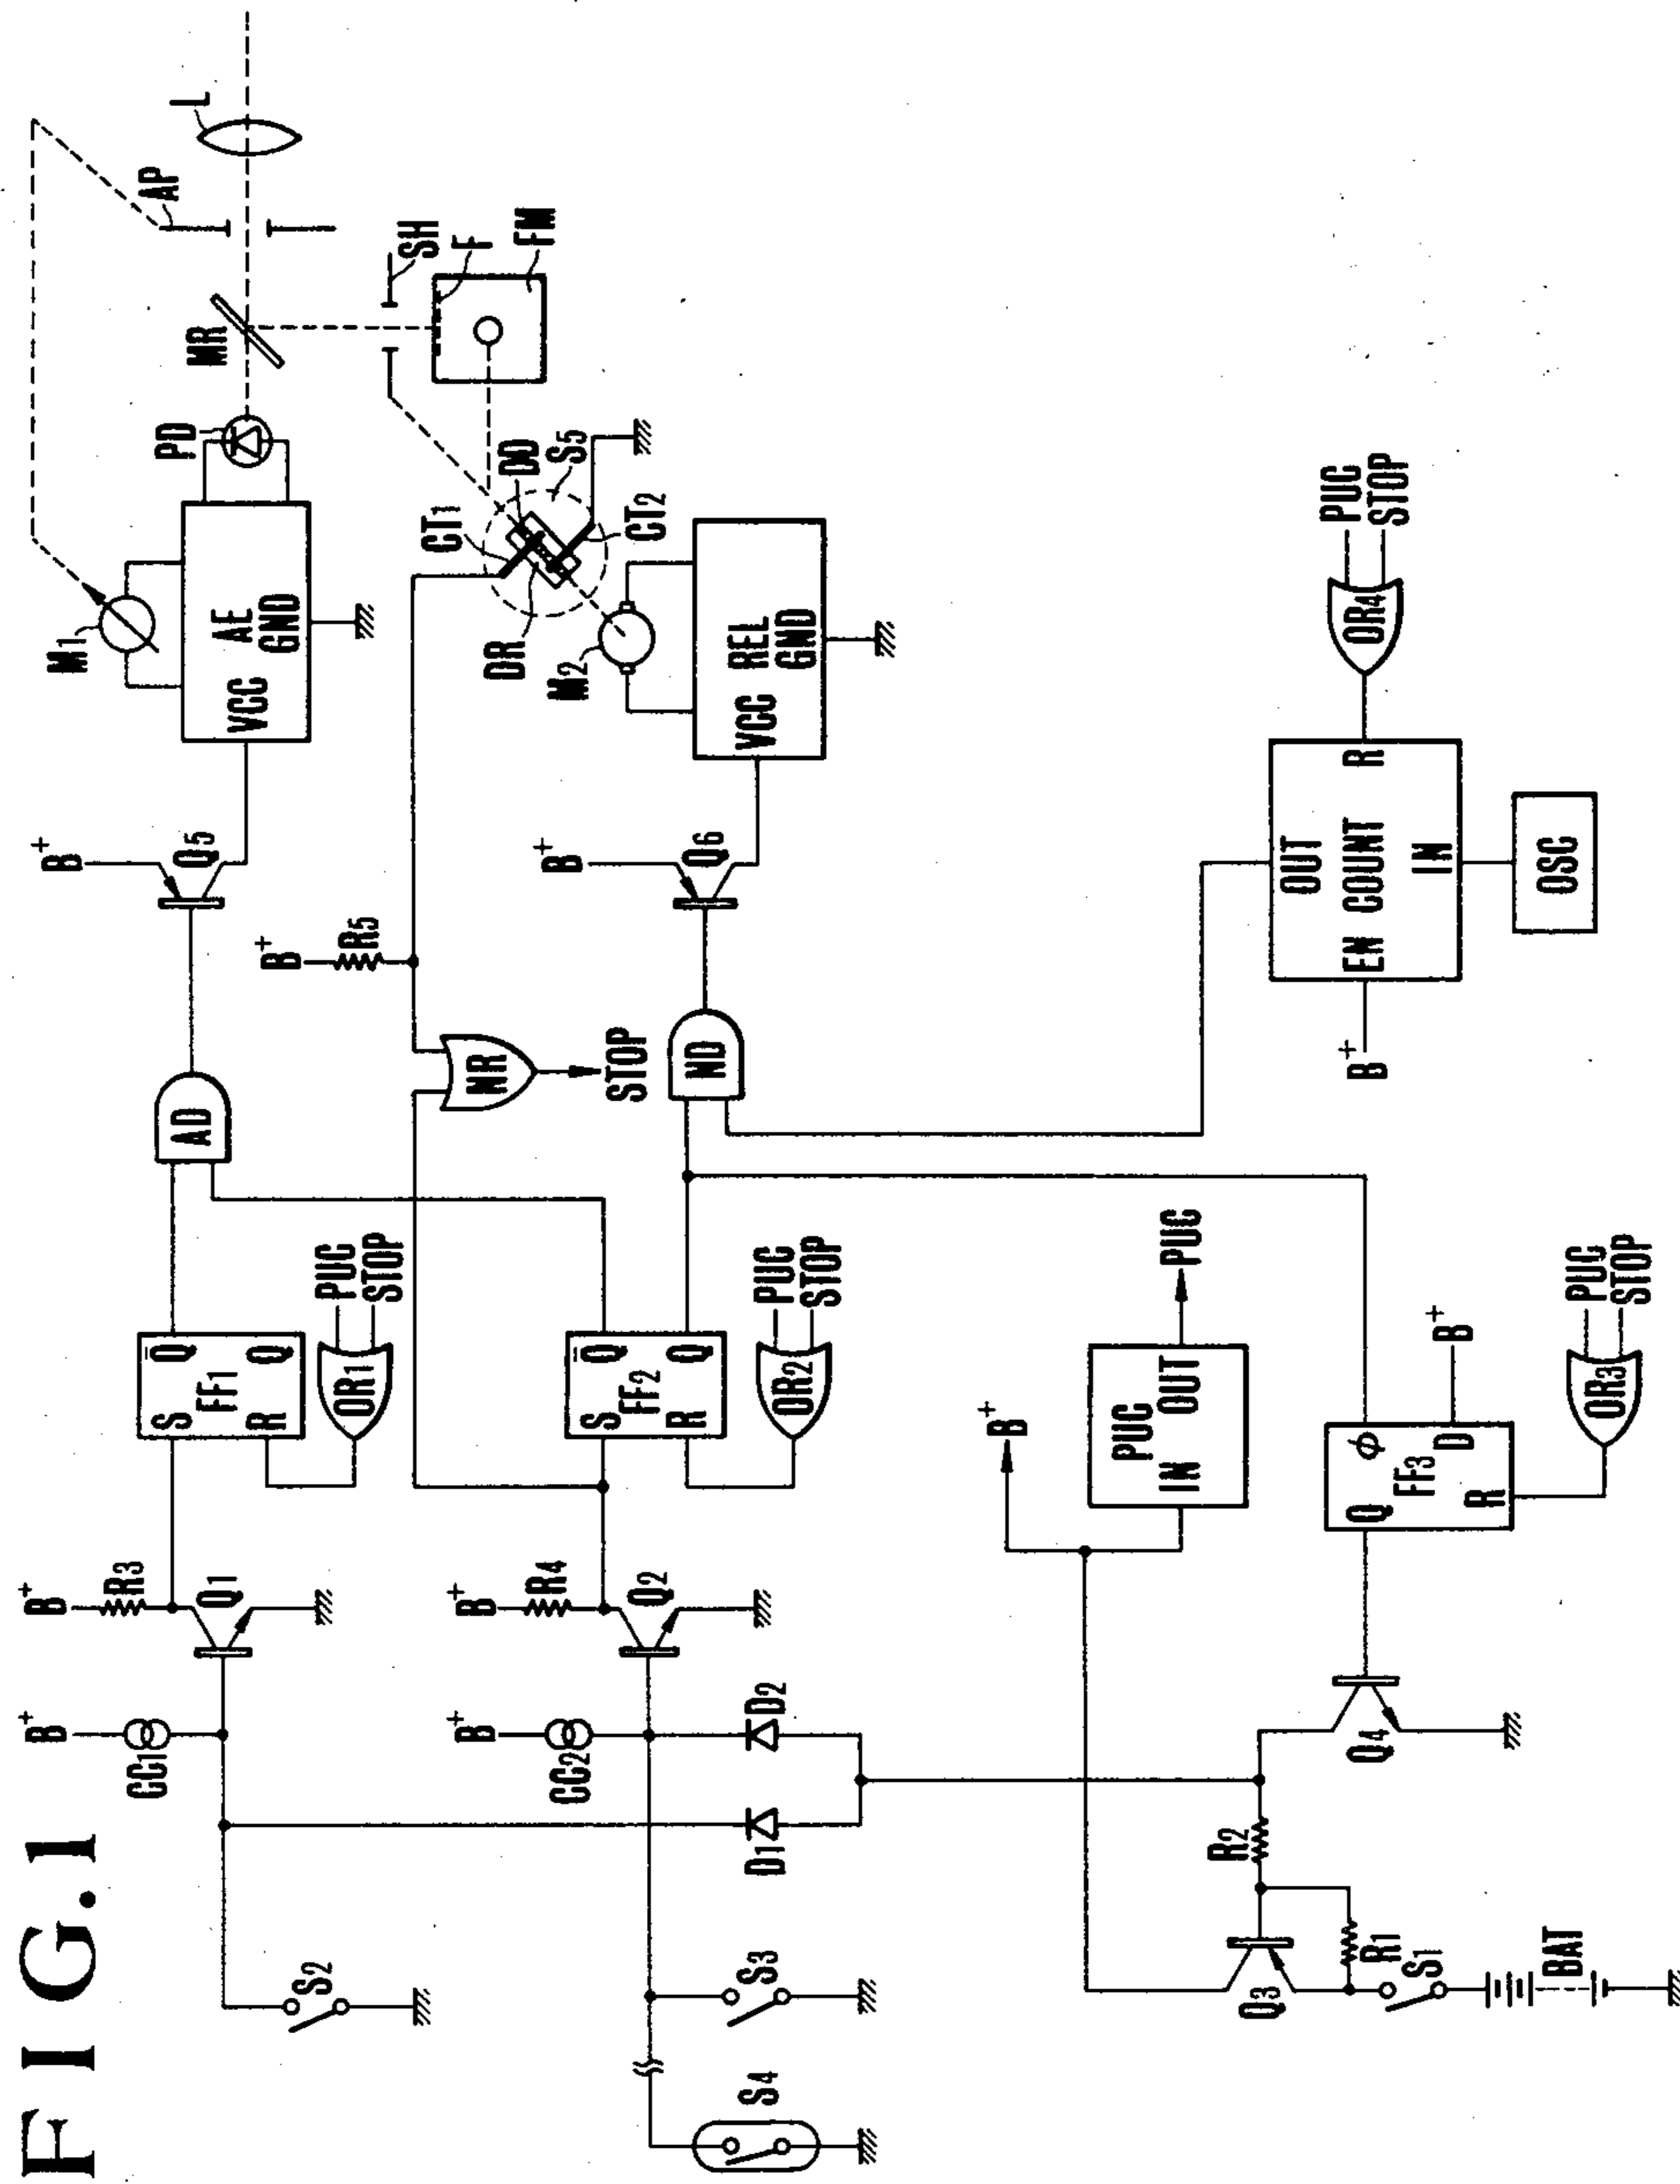 FIG.1
B+
B+
B+
M1
AP
L
CC1
R3
Q1
S
Q̄
FF1
R
Q
AD
Q5
VCC
AE
GND
PD
MR
S2
OR1
PUC
STOP
B+
R5
CT1
DO
S5
CT2
DR
SH
F
FM
B+
B+
B+
CC2
R4
Q2
S
Q̄
FF2
R
Q
NR
STOP
ND
Q6
M2
VCC
REL
GND
S4
S3
D1
D2
OR2
PUC
STOP
B+
PUC
IN
OUT
PUC
B+
EN
COUNT
OUT
R
IN
OSC
OR4
PUC
STOP
Q3
R2
R1
S1
BAT
Q4
Q
ϕ
FF3
D
R
B+
OR3
PUC
STOP